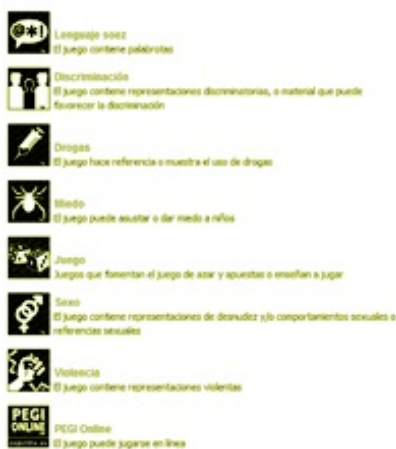 @*!
Lenguaje soez
El juego contiene palabrotas
Discriminación
El juego contiene representaciones discriminatorias, o material que puede
favorecer la discriminación
Drogas
El juego hace referencia o muestra el uso de drogas
Miedo
El juego puede asustar o dar miedo a niños
Juego
Juegos que fomentan el juego de azar y apuestas o enseñan a jugar
Sexo
El juego contiene representaciones de desnudez y/o comportamientos sexuales o
referencias sexuales
Violencia
El juego contiene representaciones violentas
PEGI
ONLINE
PEGI Online
El juego puede jugarse en línea